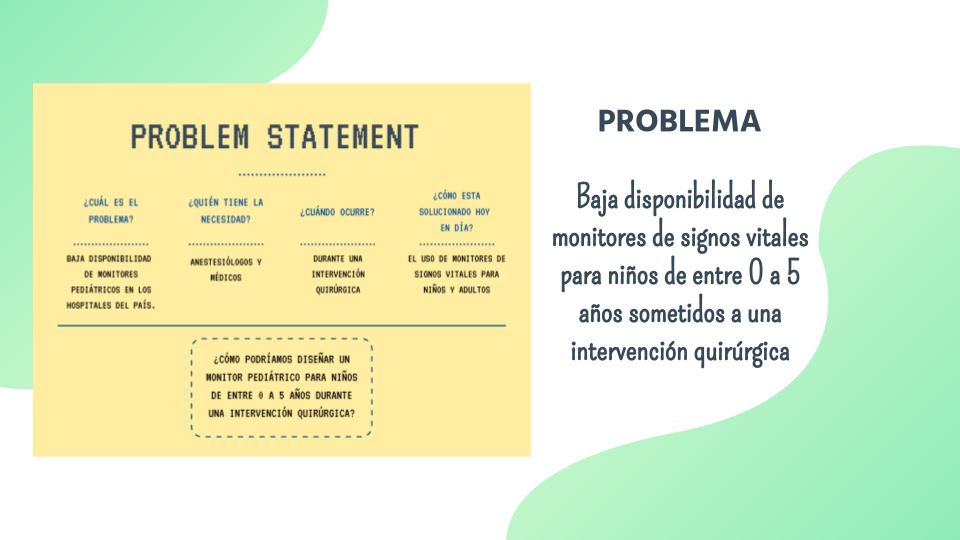 PROBLEM STATEMENT
¿CUÁL ES EL
PROBLEMA?
BAJA DISPONIBILIDAD
DE MONITORES
PEDIÁTRICOS EN LOS
HOSPITALES DEL PAÍS.
¿QUIÉN TIENE LA
NECESIDAD?
ANESTESIÓLOGOS Y
MÉDICOS
¿CUÁNDO OCURRE?
DURANTE UNA
INTERVENCIÓN
QUIRÚRGICA
¿CÓMO ESTA
SOLUCIONADO HOY
EN DÍA?
EL USO DE MONITORES DE
SIGNOS VITALES PARA
NIÑOS Y ADULTOS
¿CÓMO PODRÍAMOS DISEÑAR UN
MONITOR PEDIÁTRICO PARA NIÑOS
DE ENTRE 0 A 5 AÑOS DURANTE
UNA INTERVENCIÓN QUIRÚRGICA?
PROBLEMA
Baja disponibilidad de
monitores de signos vitales
para niños de entre 0 a 5
años sometidos a una
intervención quirúrgica